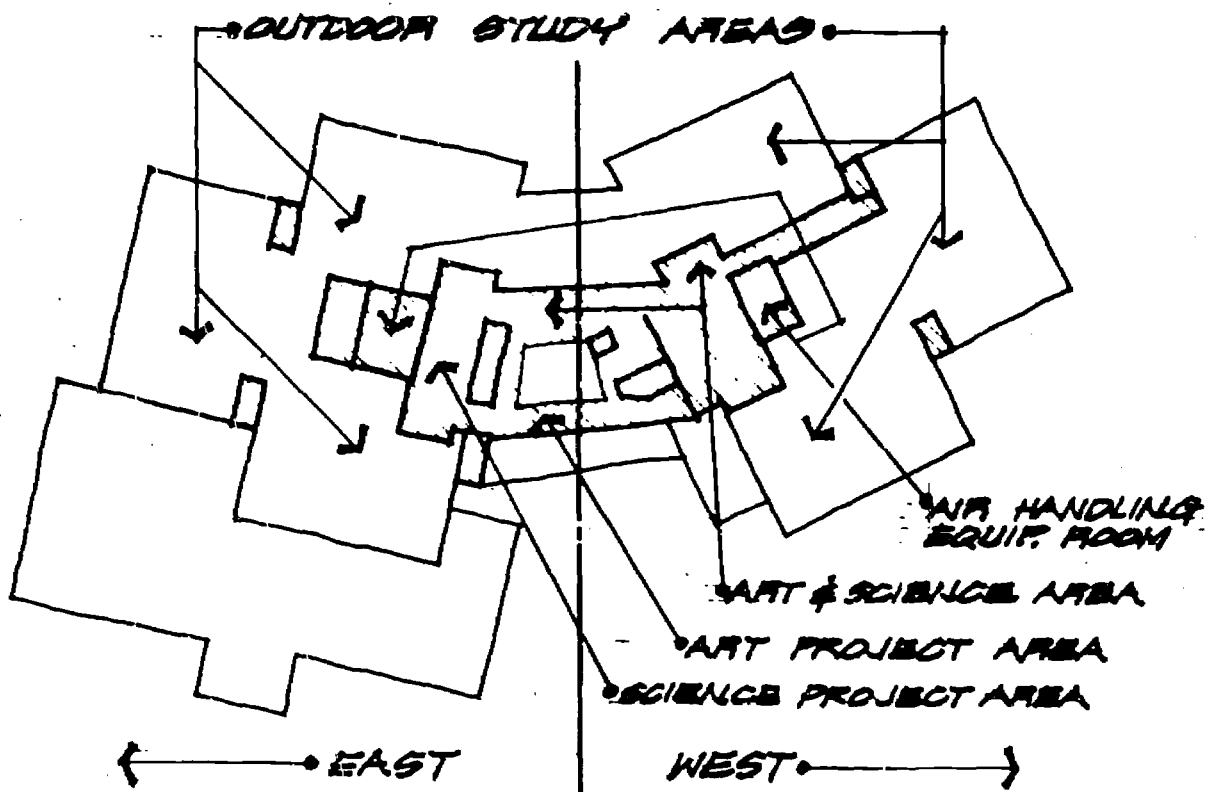 OUTDOOR STUDY AREAS
AIR HANDLING
EQUIP. ROOM
ART & SCIENCE AREA
ART PROJECT AREA
SCIENCE PROJECT AREA
EAST
WEST